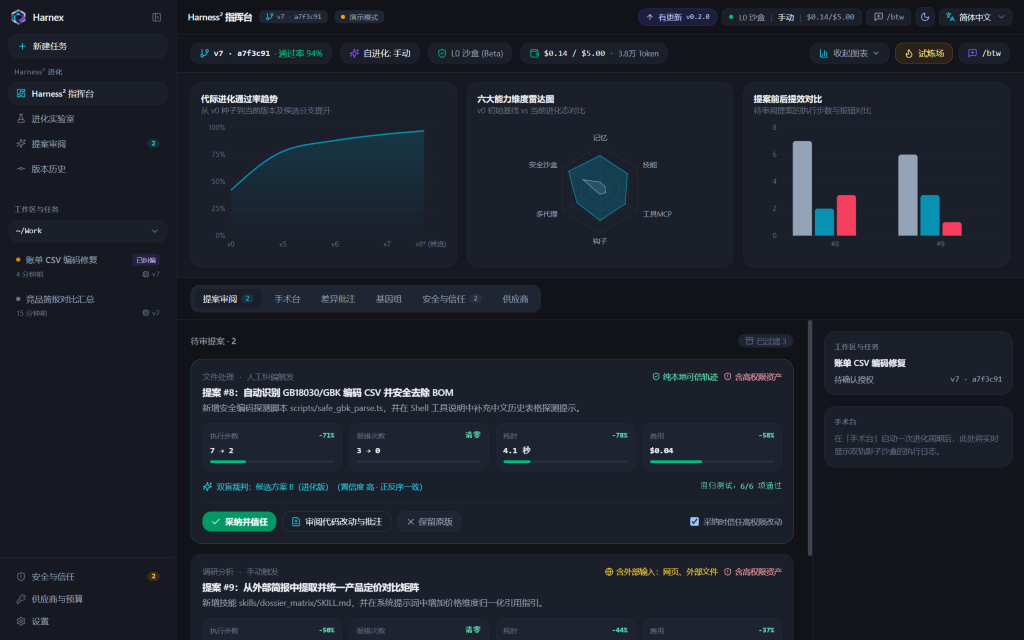 Harnex
+ 新建任务
Harness² 进化
Harness² 指挥台
进化实验室
提案审阅 2
版本历史
工作区与任务
~/Work
账单 CSV 编码修复 已纠偏
4 分钟前 v7
竞品简报对比汇总
15 分钟前 v7
安全与信任 2
供应商与预算
设置
Harness² 指挥台 v7 · a7f3c91 演示模式
有更新 v0.2.0 L0 沙盒 手动 $0.14/$5.00 /btw 简体中文
v7 · a7f3c91 · 通过率 94% 自进化: 手动 L0 沙盒 (Beta) $0.14 / $5.00 · 3.8万 Token 收起图表 试炼场 /btw
代际进化通过率趋势
从 v0 种子到当前版本及候选分支提升
100%
75%
50%
25%
0%
v0 v5 v6 v7 v8* (候选)
六大能力维度雷达图
v0 初始基线 vs 当前进化态对比
记忆
技能
工具MCP
钩子
多代理
安全沙盒
提案前后提效对比
待审阅提案的执行步数与报错对比
8
6
4
2
0
#8 #9
提案审阅 2 手术台 差异批注 基因组 安全与信任 2 供应商
待审提案 · 2 已过滤 3
文件处理 · 人工纠偏触发 纯本地可信轨迹 含高权限资产
提案 #8：自动识别 GB18030/GBK 编码 CSV 并安全去除 BOM
新增安全编码探测脚本 scripts/safe_gbk_parse.ts，并在 Shell 工具说明中补充中文历史表格探测提示。
执行步数 -71% 报错次数 清零 耗时 -78% 费用 -58%
7 → 2 3 → 0 4.1 秒 $0.04
双盲裁判：候选方案 B（进化版）（置信度 高 · 正反序一致） 回归测试，6/6 项通过
采纳并信任 审阅代码改动与批注 保留原版 采纳时信任高权限改动
调研分析 · 手动触发 含外部输入：网页、外部文件 含高权限资产
提案 #9：从外部简报中提取并统一产品定价对比矩阵
新增技能 skills/dossier_matrix/SKILL.md，并在系统提示词中增加价格维度归一化引用指引。
执行步数 -50% 报错次数 清零 耗时 -44% 费用 -37%
工作区与任务
账单 CSV 编码修复
待确认授权 v7 · a7f3c91
手术台
在「手术台」启动一次进化周期后，此处将实时
显示双轨影子沙盒的执行日志。